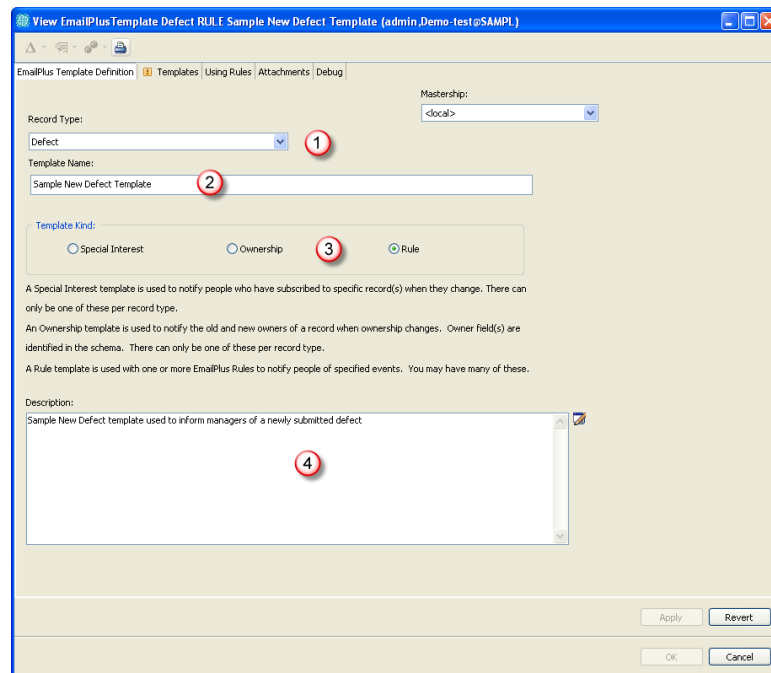 View EmailPlusTemplate Defect RULE Sample New Defect Template (admin,Demo-test@SAMPL)
EmailPlus Template Definition Templates Using Rules Attachments Debug
Mastership:
<local>
Record Type:
Defect
1
Template Name:
Sample New Defect Template
2
Template Kind:
Special Interest Ownership 3 Rule
A Special Interest template is used to notify people who have subscribed to specific record(s) when they change. There can
only be one of these per record type.
An Ownership template is used to notify the old and new owners of a record when ownership changes. Owner field(s) are
identified in the schema. There can only be one of these per record type.
A Rule template is used with one or more EmailPlus Rules to notify people of specified events. You may have many of these.
Description:
Sample New Defect template used to inform managers of a newly submitted defect
4
Apply Revert
OK Cancel